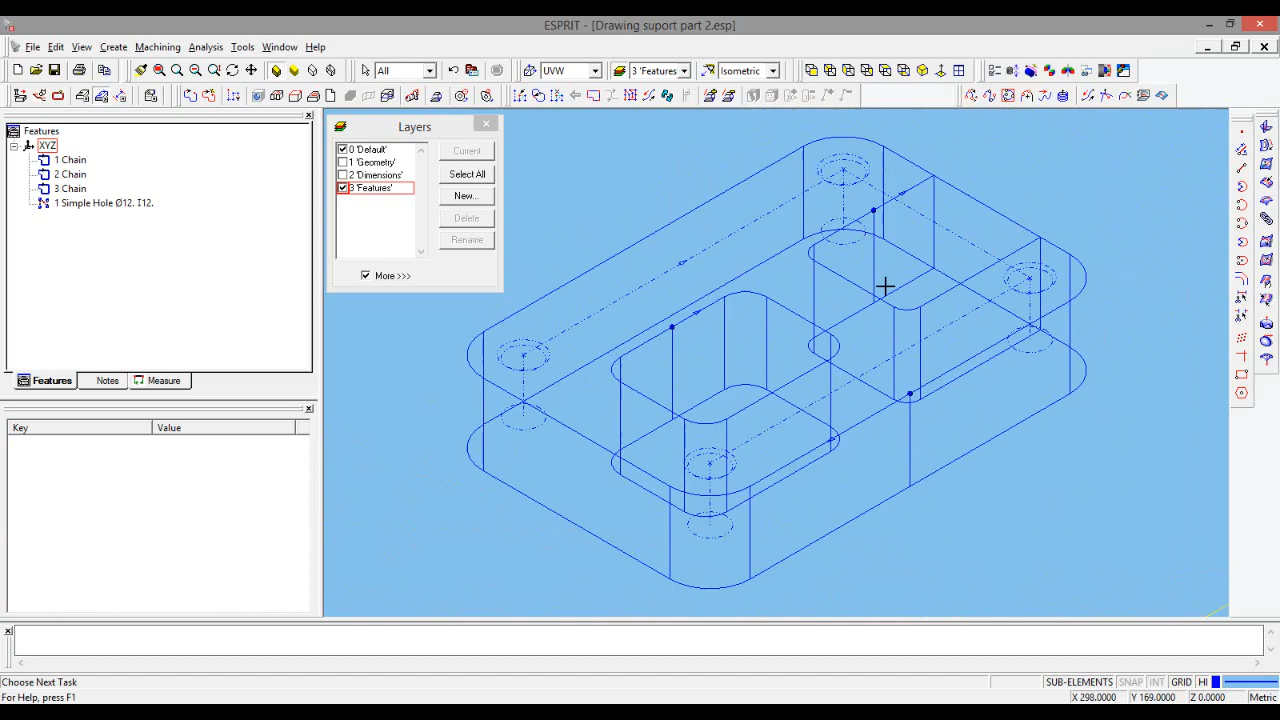 ESPRIT - [Drawing suport part 2.esp]
File Edit View Create Machining Analysis Tools Window Help
All UVW 3 'Features' Isometric
Features
XYZ
1 Chain
2 Chain
3 Chain
1 Simple Hole Ø12. I12.
Features Notes Measure
Key Value
Layers
0 'Default'
1 'Geometry'
2 'Dimensions'
3 'Features'
Current
Select All
New...
Delete
Rename
More >>>
Choose Next Task
SUB-ELEMENTS SNAP INT GRID HI
For Help, press F1
X 298.0000 Y 169.0000 Z 0.0000 Metric